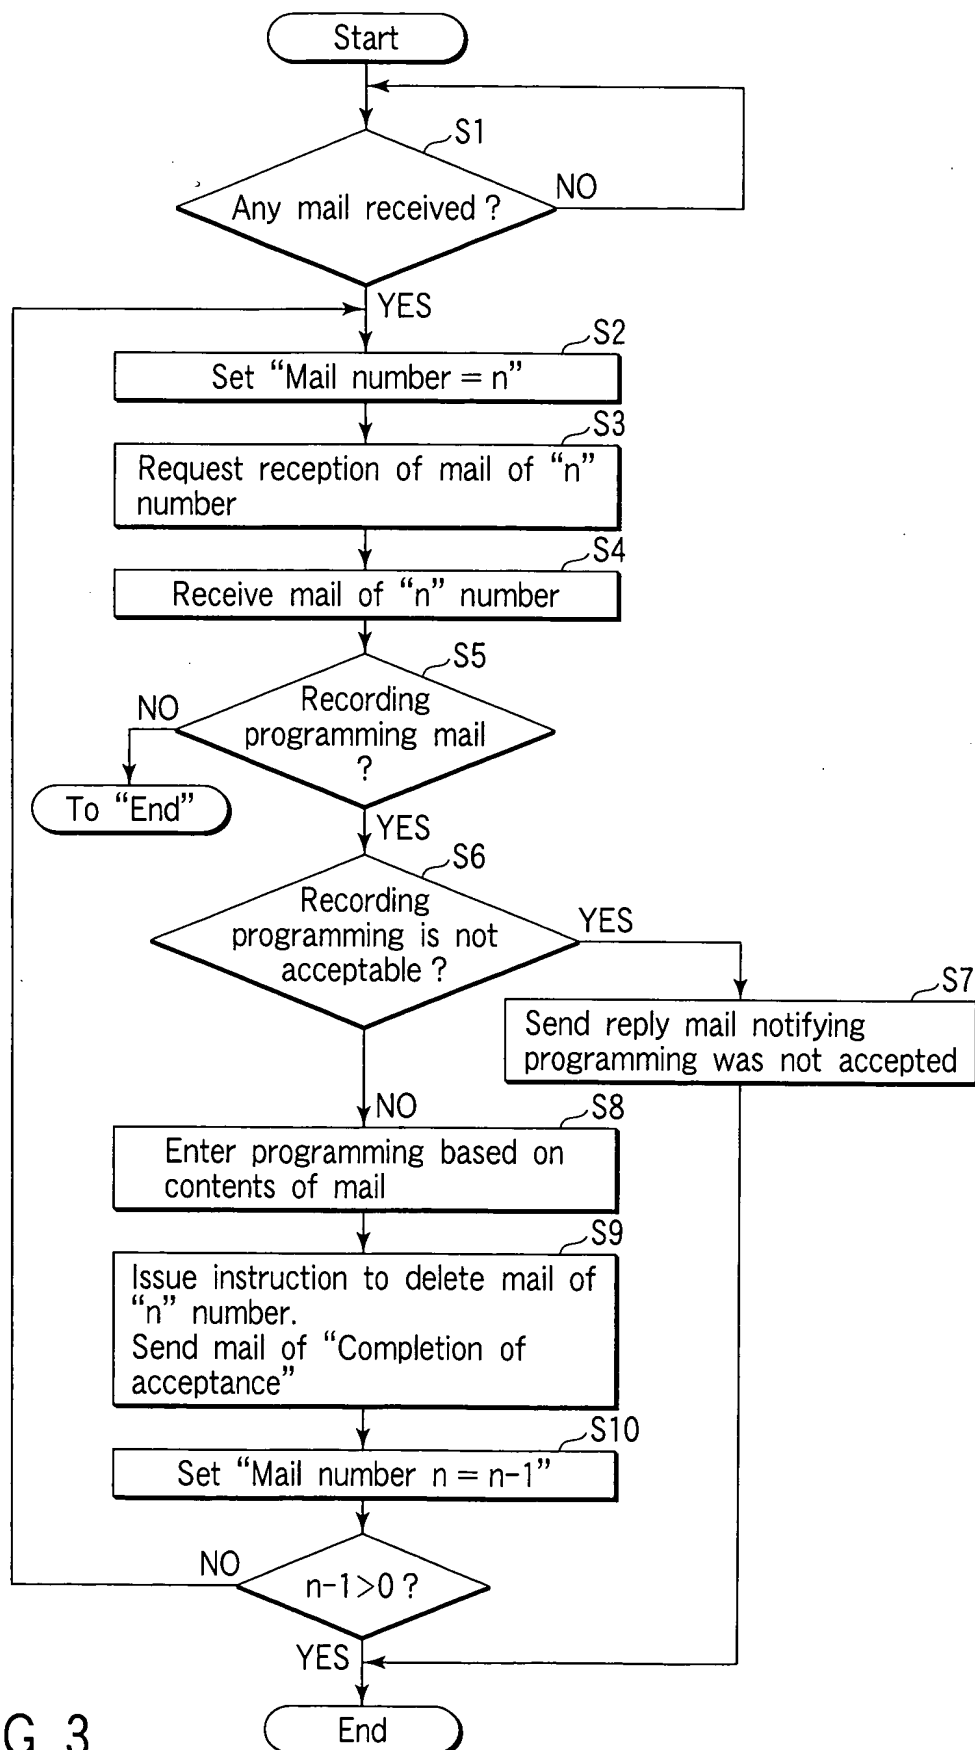 Start
S1
Any mail received ?
NO
YES
S2
Set “Mail number = n”
S3
Request reception of mail of “n”
number
S4
Receive mail of “n” number
S5
Recording
programming mail
?
NO
To “End”
YES
S6
Recording
programming is not
acceptable ?
YES
S7
Send reply mail notifying
programming was not accepted
NO
S8
Enter programming based on
contents of mail
S9
Issue instruction to delete mail of
“n” number.
Send mail of “Completion of
acceptance”
S10
Set “Mail number n = n-1”
NO
n-1>0 ?
YES
End
G. 3